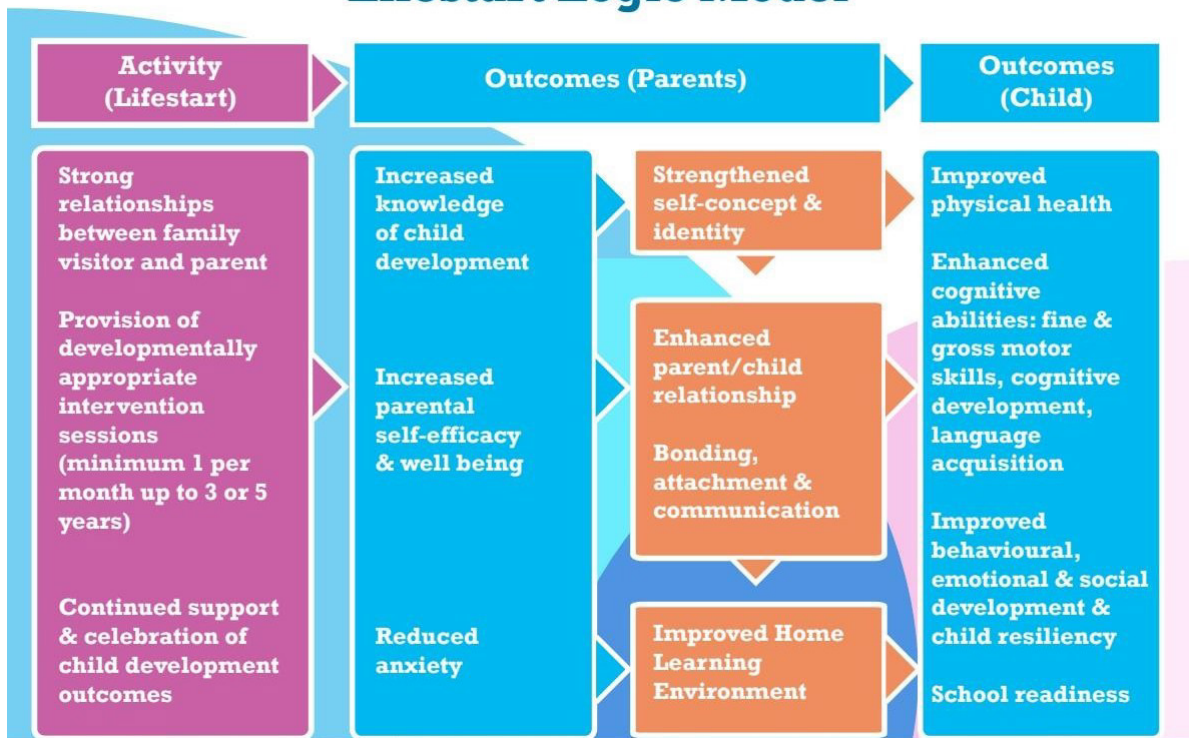 Lifestart Logic Model
Activity
(Lifestart)
Outcomes (Parents)
Outcomes
(Child)
Strong
relationships
between family
visitor and parent
Provision of
developmentally
appropriate
intervention
sessions
(minimum 1 per
month up to 3 or 5
years)
Continued support
& celebration of
child development
outcomes
Increased
knowledge
of child
development
Increased
parental
self-efficacy
& well being
Reduced
anxiety
Strengthened
self-concept &
identity
Enhanced
parent/child
relationship
Bonding,
attachment &
communication
Improved Home
Learning
Environment
Improved
physical health
Enhanced
cognitive
abilities: fine &
gross motor
skills, cognitive
development,
language
acquisition
Improved
behavioural,
emotional & social
development &
child resiliency
School readiness